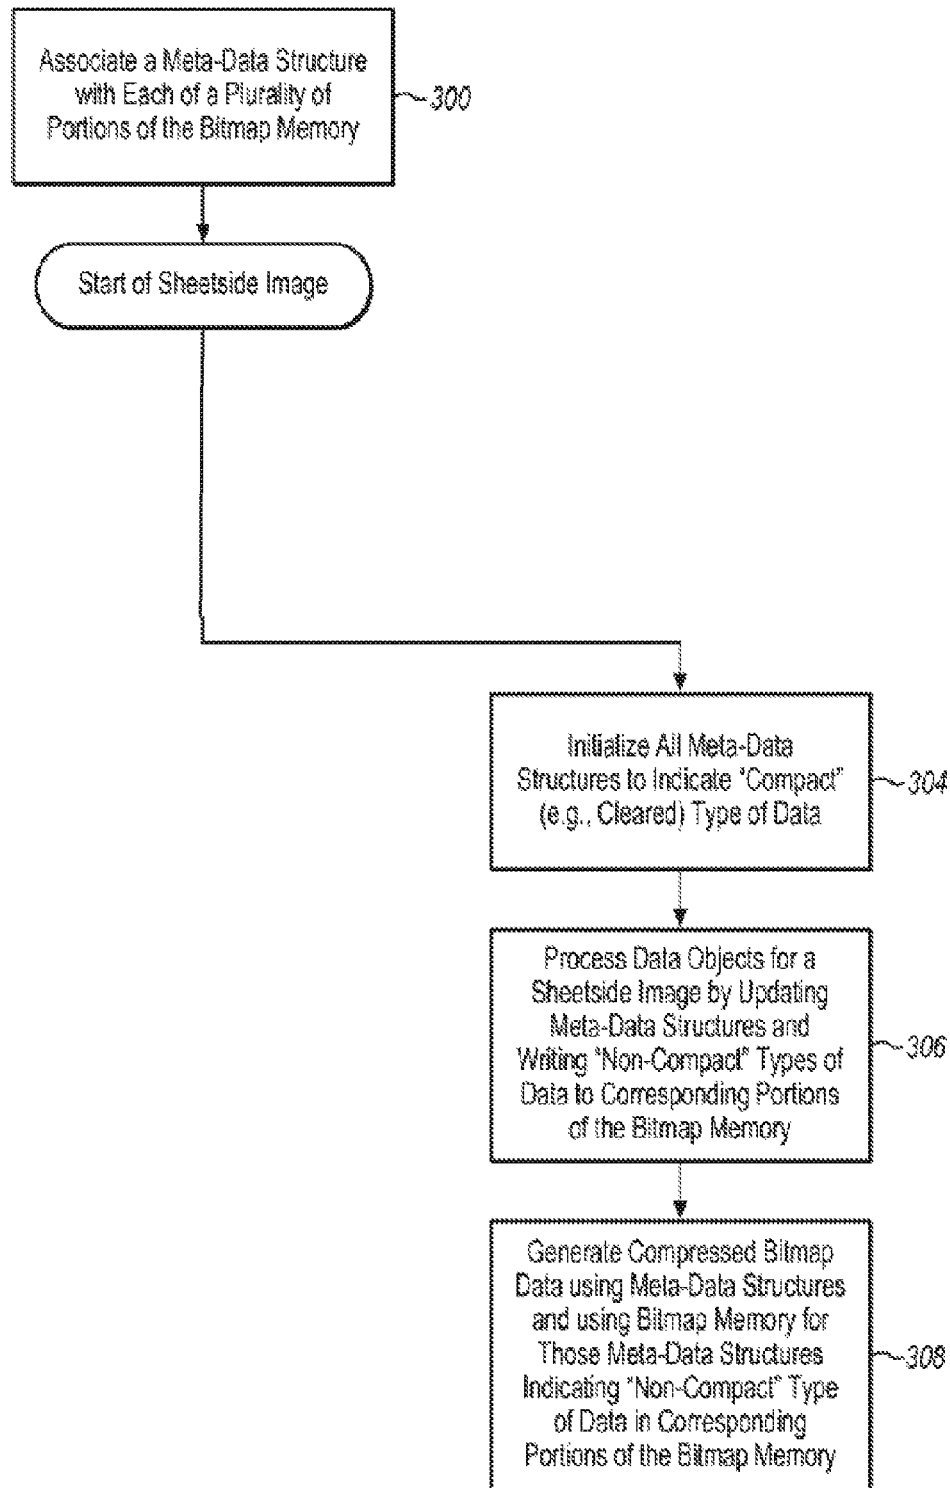 Associate a Meta-Data Structure
with Each of a Plurality of
Portions of the Bitmap Memory
300
Start of Sheetside Image
Initialize All Meta-Data
Structures to Indicate "Compact"
(e.g., Cleared) Type of Data
304
Process Data Objects for a
Sheetside Image by Updating
Meta-Data Structures and
Writing "Non-Compact" Types of
Data to Corresponding Portions
of the Bitmap Memory
306
Generate Compressed Bitmap
Data using Meta-Data Structures
and using Bitmap Memory for
Those Meta-Data Structures
Indicating "Non-Compact" Type
of Data in Corresponding
Portions of the Bitmap Memory
308